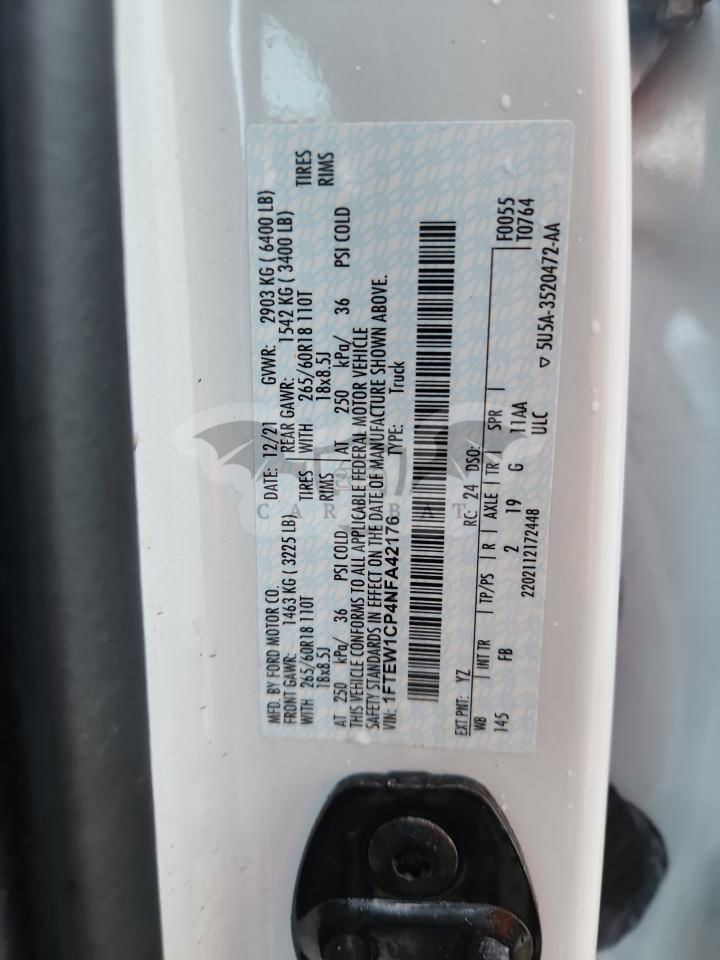 MFD. BY FORD MOTOR CO. DATE: 12/21 GVWR: 2903 KG ( 6400 LB)
FRONT GAWR: 1463 KG ( 3225 LB) REAR GAWR: 1542 KG ( 3400 LB)
WITH 265/60R18 110T TIRES WITH 265/60R18 110T TIRES
18x8.5J RIMS 18x8.5J RIMS
AT 250 kPa/ 36 PSI COLD AT 250 kPa/ 36 PSI COLD
THIS VEHICLE CONFORMS TO ALL APPLICABLE FEDERAL MOTOR VEHICLE
SAFETY STANDARDS IN EFFECT ON THE DATE OF MANUFACTURE SHOWN ABOVE.
VIN: 1FTEW1CP4NFA42176 TYPE: Truck
EXT PNT: YZ RC: 24 DSO: F0055
WB INT TR TP/PS R AXLE TR SPR T0764
145 FB 2 19 G 11AA
2202112172448 ULC
▽ 5U5A-3520472-AA
CAR BAT